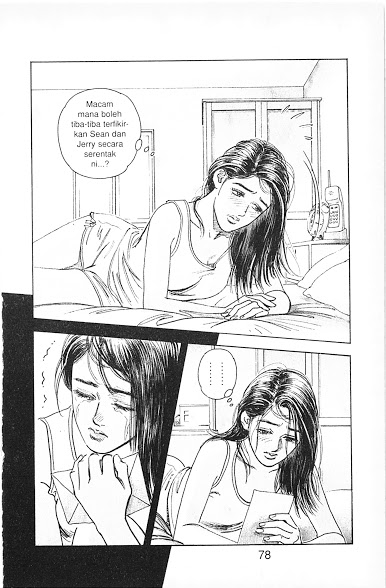 Macam
mana boleh
tiba-tiba terfikir-
kan Sean dan
Jerry secara
serentak
ni...?
......
78